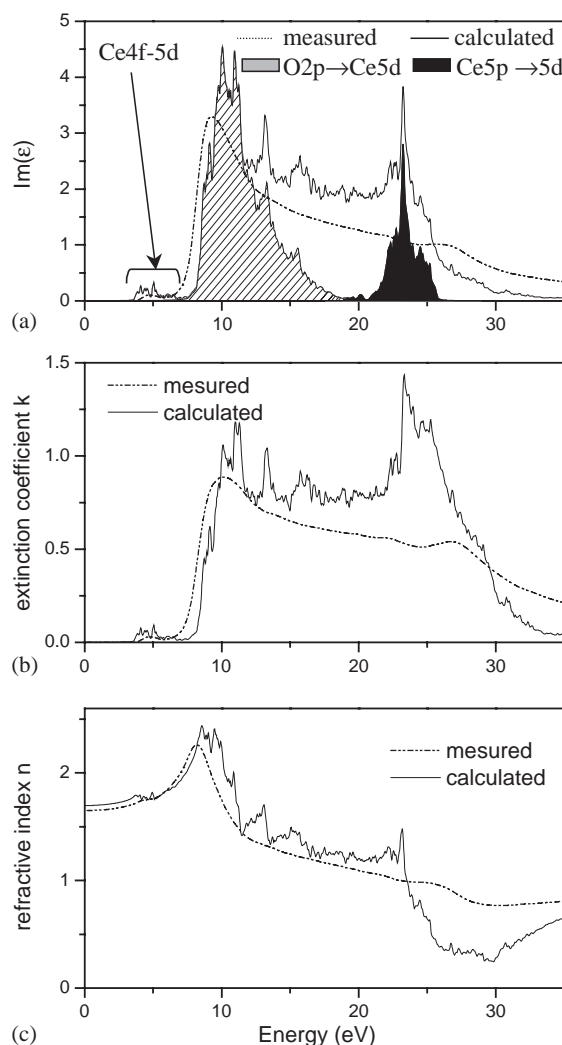 5
4
3
2
1
0
Im(ε)
Ce4f-5d
measured
calculated
O2p→Ce5d
Ce5p →5d
0
10
20
30
(a)
1.5
1.0
0.5
0.0
extinction coefficient k
mesured
calculated
0
10
20
30
(b)
2
1
0
refractive index n
mesured
calculated
0
10
20
30
(c)
Energy (eV)